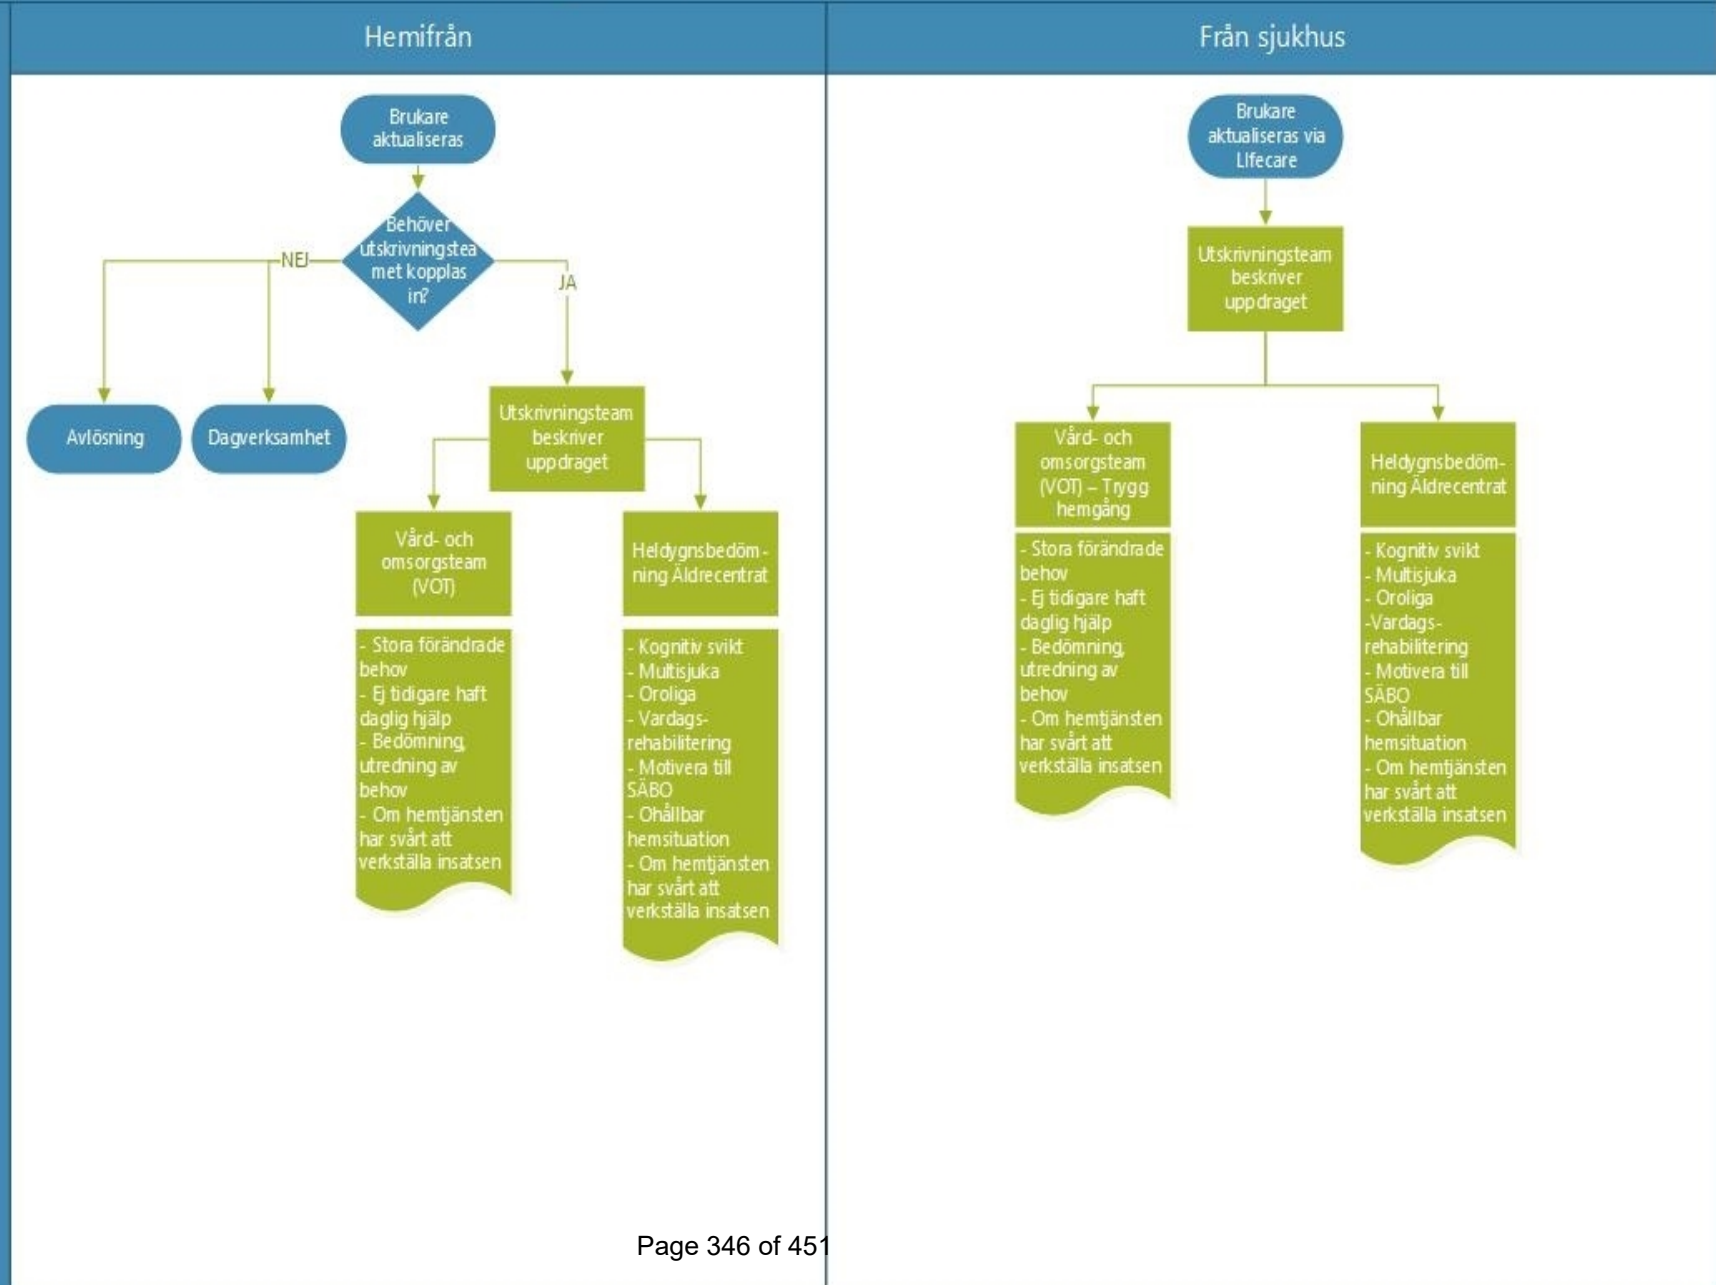 Hemifrån
Brukare
aktualiseras
Behöver
utskrivningstea
met kopplas
in?
NEJ
JA
Avlösning
Dagverksamhet
Utskrivningsteam
beskriver
uppdraget
Vård- och
omsorgsteam
(VOT)
- Stora förändrade
behov
- Ej tidigare haft
daglig hjälp
- Bedömning,
utredning av
behov
- Om hemtjänsten
har svårt att
verkställa insatsen
Heldygnsbedöm-
ning Äldrecentrat
- Kognitiv svikt
- Multisjuka
- Oroliga
- Vardags-
rehabilitering
- Motivera till
SÄBO
- Ohållbar
hemsituation
- Om hemtjänsten
har svårt att
verkställa insatsen
Från sjukhus
Brukare
aktualiseras via
LIfecare
Utskrivningsteam
beskriver
uppdraget
Vård- och
omsorgsteam
(VOT) – Trygg
hemgång
- Stora förändrade
behov
- Ej tidigare haft
daglig hjälp
- Bedömning,
utredning av
behov
- Om hemtjänsten
har svårt att
verkställa insatsen
Heldygnsbedöm-
ning Äldrecentrat
- Kognitiv svikt
- Multisjuka
- Oroliga
-Vardags-
rehabilitering
- Motivera till
SÄBO
- Ohållbar
hemsituation
- Om hemtjänsten
har svårt att
verkställa insatsen
Page 346 of 451